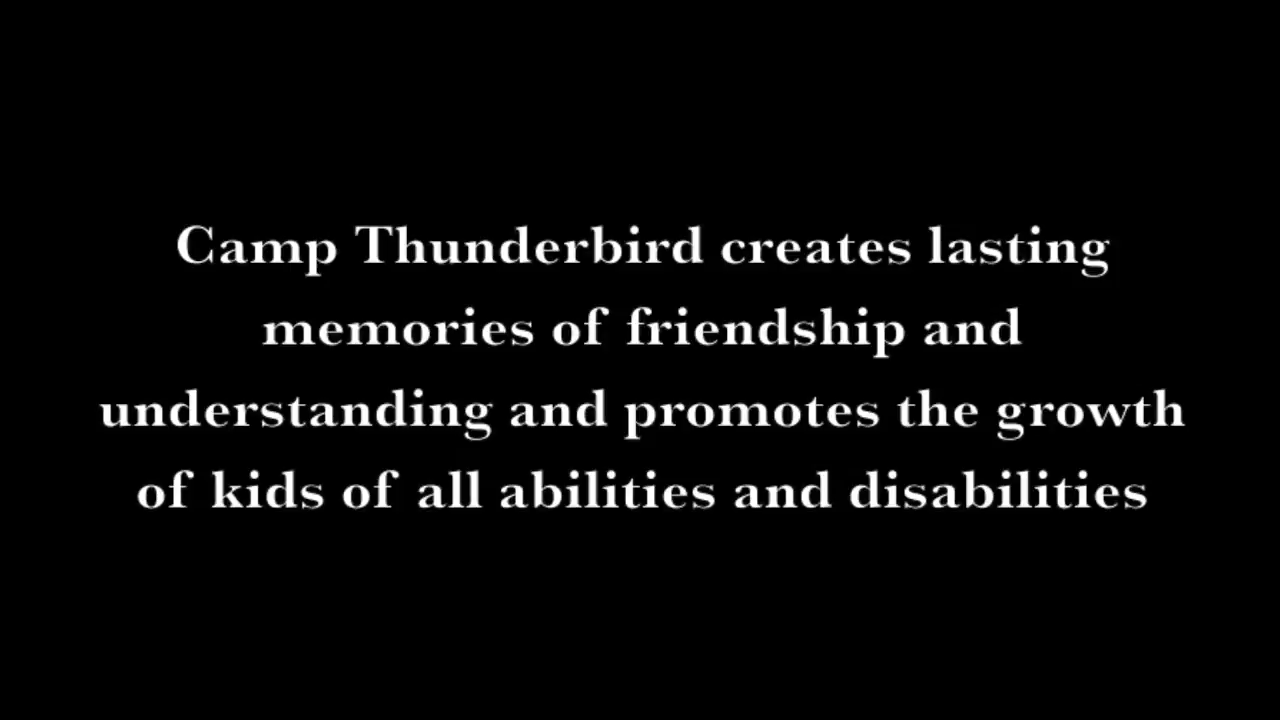 Camp Thunderbird creates lasting
memories of friendship and
understanding and promotes the growth
of kids of all abilities and disabilities